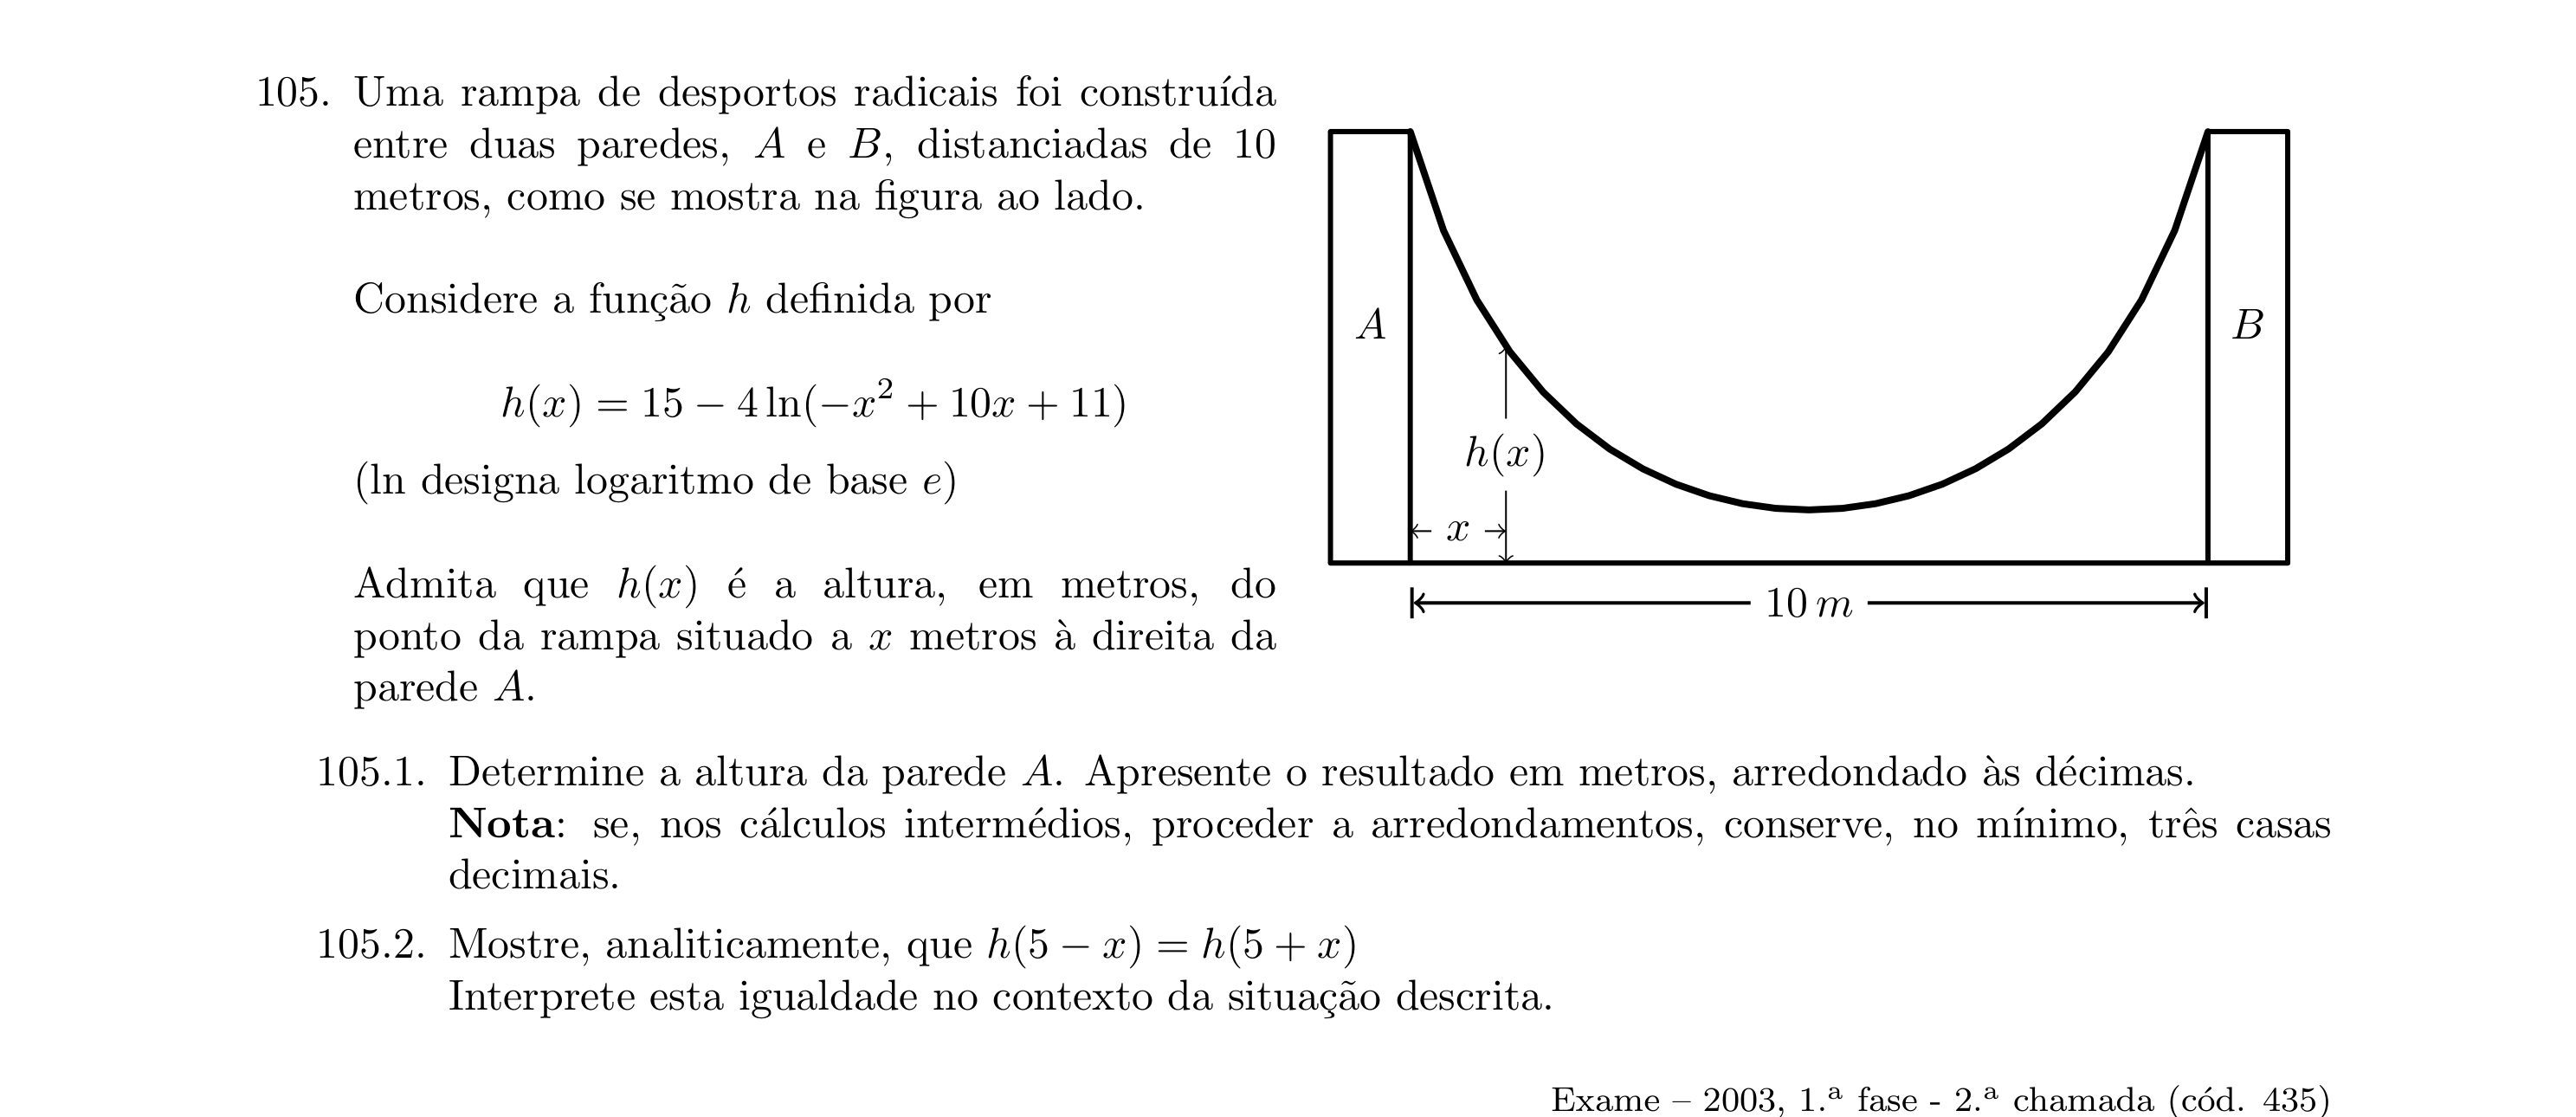 105. Uma rampa de desportos radicais foi construída
entre duas paredes, A e B, distanciadas de 10
metros, como se mostra na figura ao lado.
Considere a função h definida por
h(x) = 15 − 4 ln(−x² + 10x + 11)
(ln designa logaritmo de base e)
Admita que h(x) é a altura, em metros, do
ponto da rampa situado a x metros à direita da
parede A.
A
B
h(x)
x
10 m
105.1. Determine a altura da parede A. Apresente o resultado em metros, arredondado às décimas.
Nota: se, nos cálculos intermédios, proceder a arredondamentos, conserve, no mínimo, três casas
decimais.
105.2. Mostre, analiticamente, que h(5 − x) = h(5 + x)
Interprete esta igualdade no contexto da situação descrita.
Exame – 2003, 1.ª fase - 2.ª chamada (cód. 435)